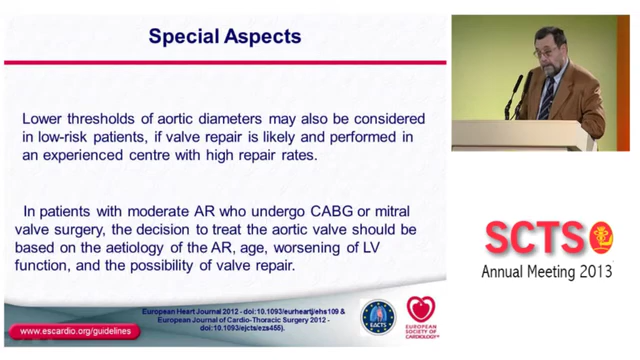 Special Aspects
Lower thresholds of aortic diameters may also be considered
in low-risk patients, if valve repair is likely and performed in
an experienced centre with high repair rates.
In patients with moderate AR who undergo CABG or mitral
valve surgery, the decision to treat the aortic valve should be
based on the aetiology of the AR, age, worsening of LV
function, and the possibility of valve repair.
www.escardio.org/guidelines
European Heart Journal 2012 - doi:10.1093/eurheartj/ehs109 &
European Journal of Cardio-Thoracic Surgery 2012 -
doi:10.1093/ejcts/ezs455).
EACTS
EUROPEAN
SOCIETY OF
CARDIOLOGY
SCTS
Annual Meeting 2013